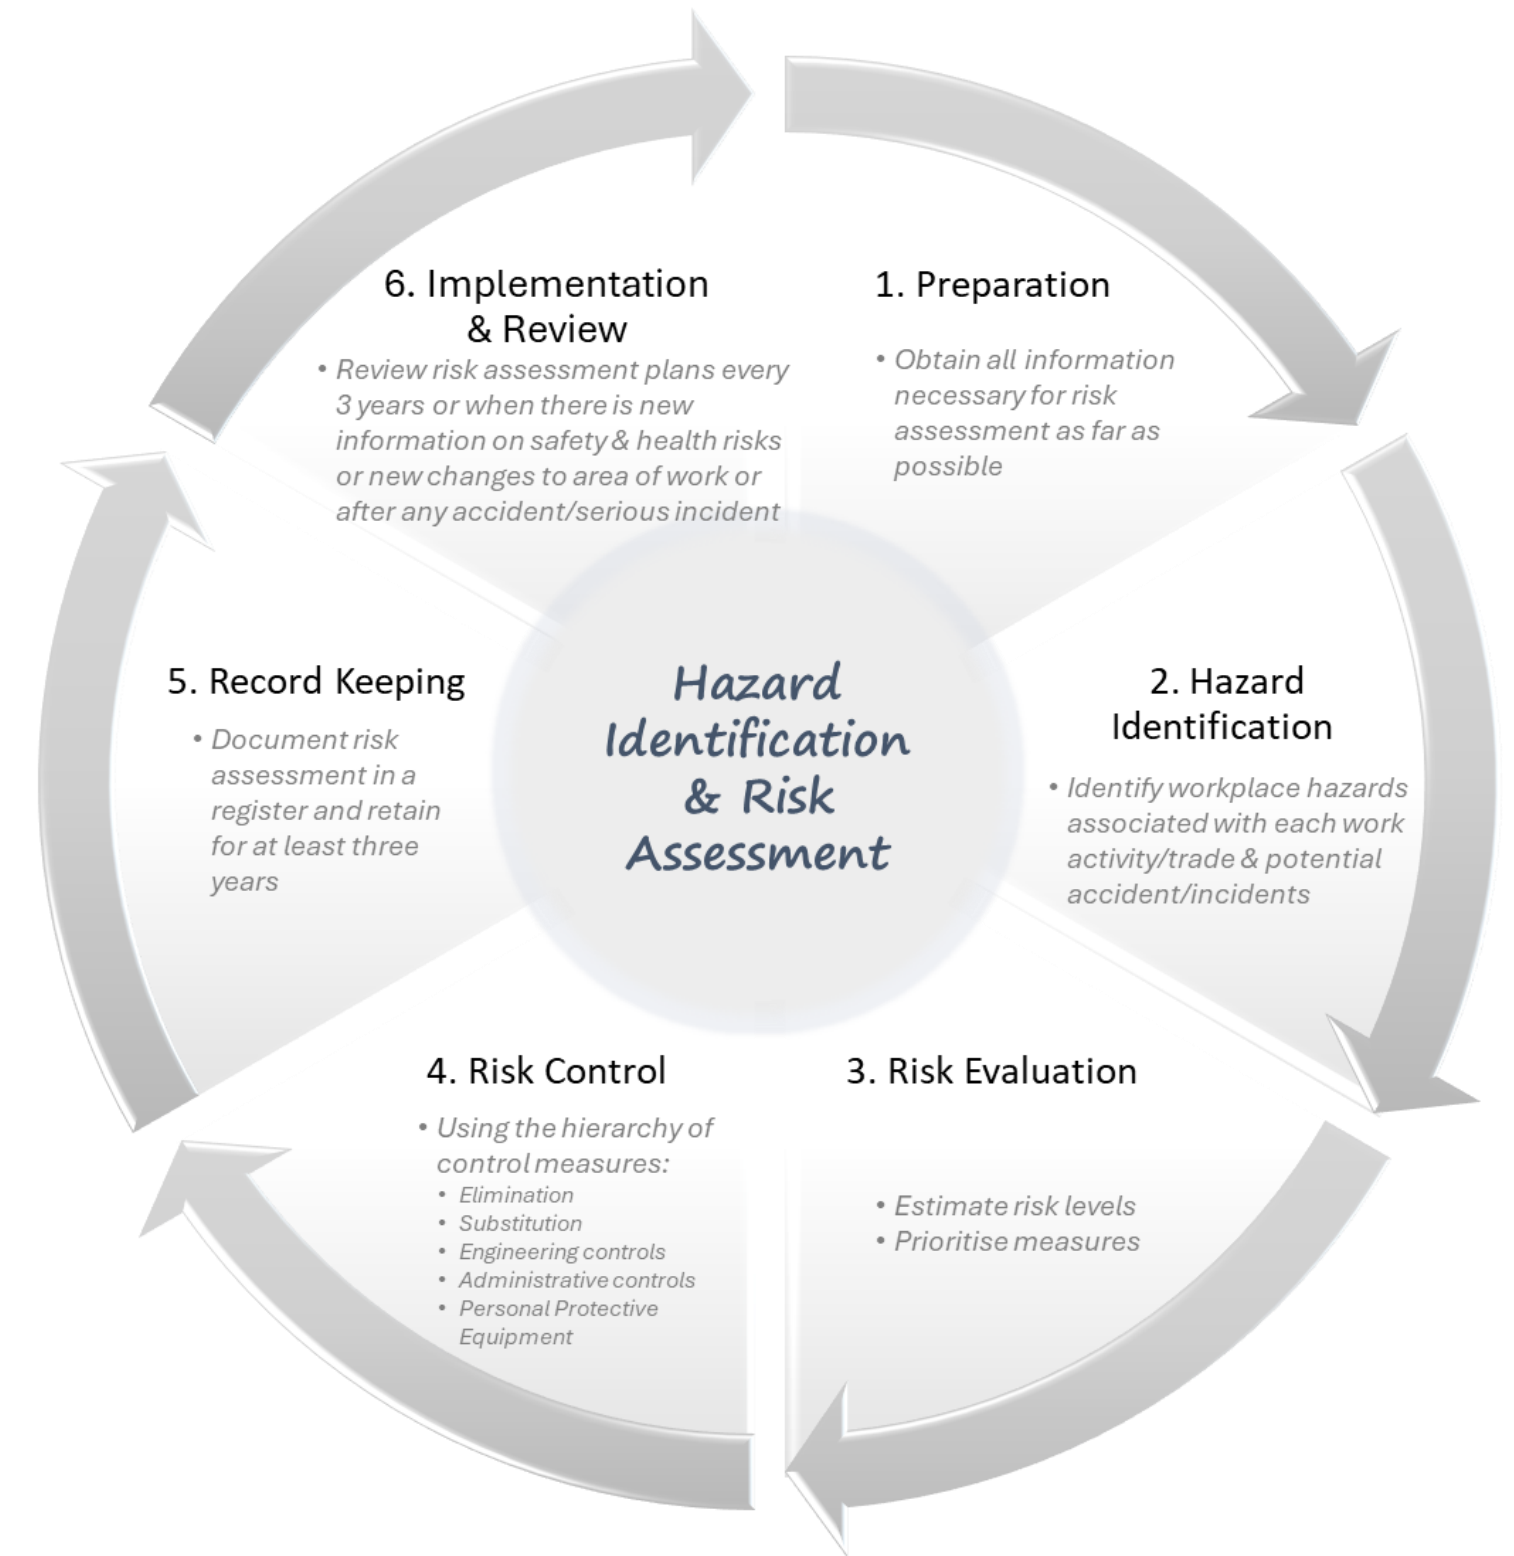 Hazard
Identification
& Risk
Assessment
1. Preparation
• Obtain all information
necessary for risk
assessment as far as
possible
2. Hazard
Identification
• Identify workplace hazards
associated with each work
activity/trade & potential
accident/incidents
3. Risk Evaluation
• Estimate risk levels
• Prioritise measures
4. Risk Control
• Using the hierarchy of
control measures:
• Elimination
• Substitution
• Engineering controls
• Administrative controls
• Personal Protective
Equipment
5. Record Keeping
• Document risk
assessment in a
register and retain
for at least three
years
6. Implementation
& Review
• Review risk assessment plans every
3 years or when there is new
information on safety & health risks
or new changes to area of work or
after any accident/serious incident